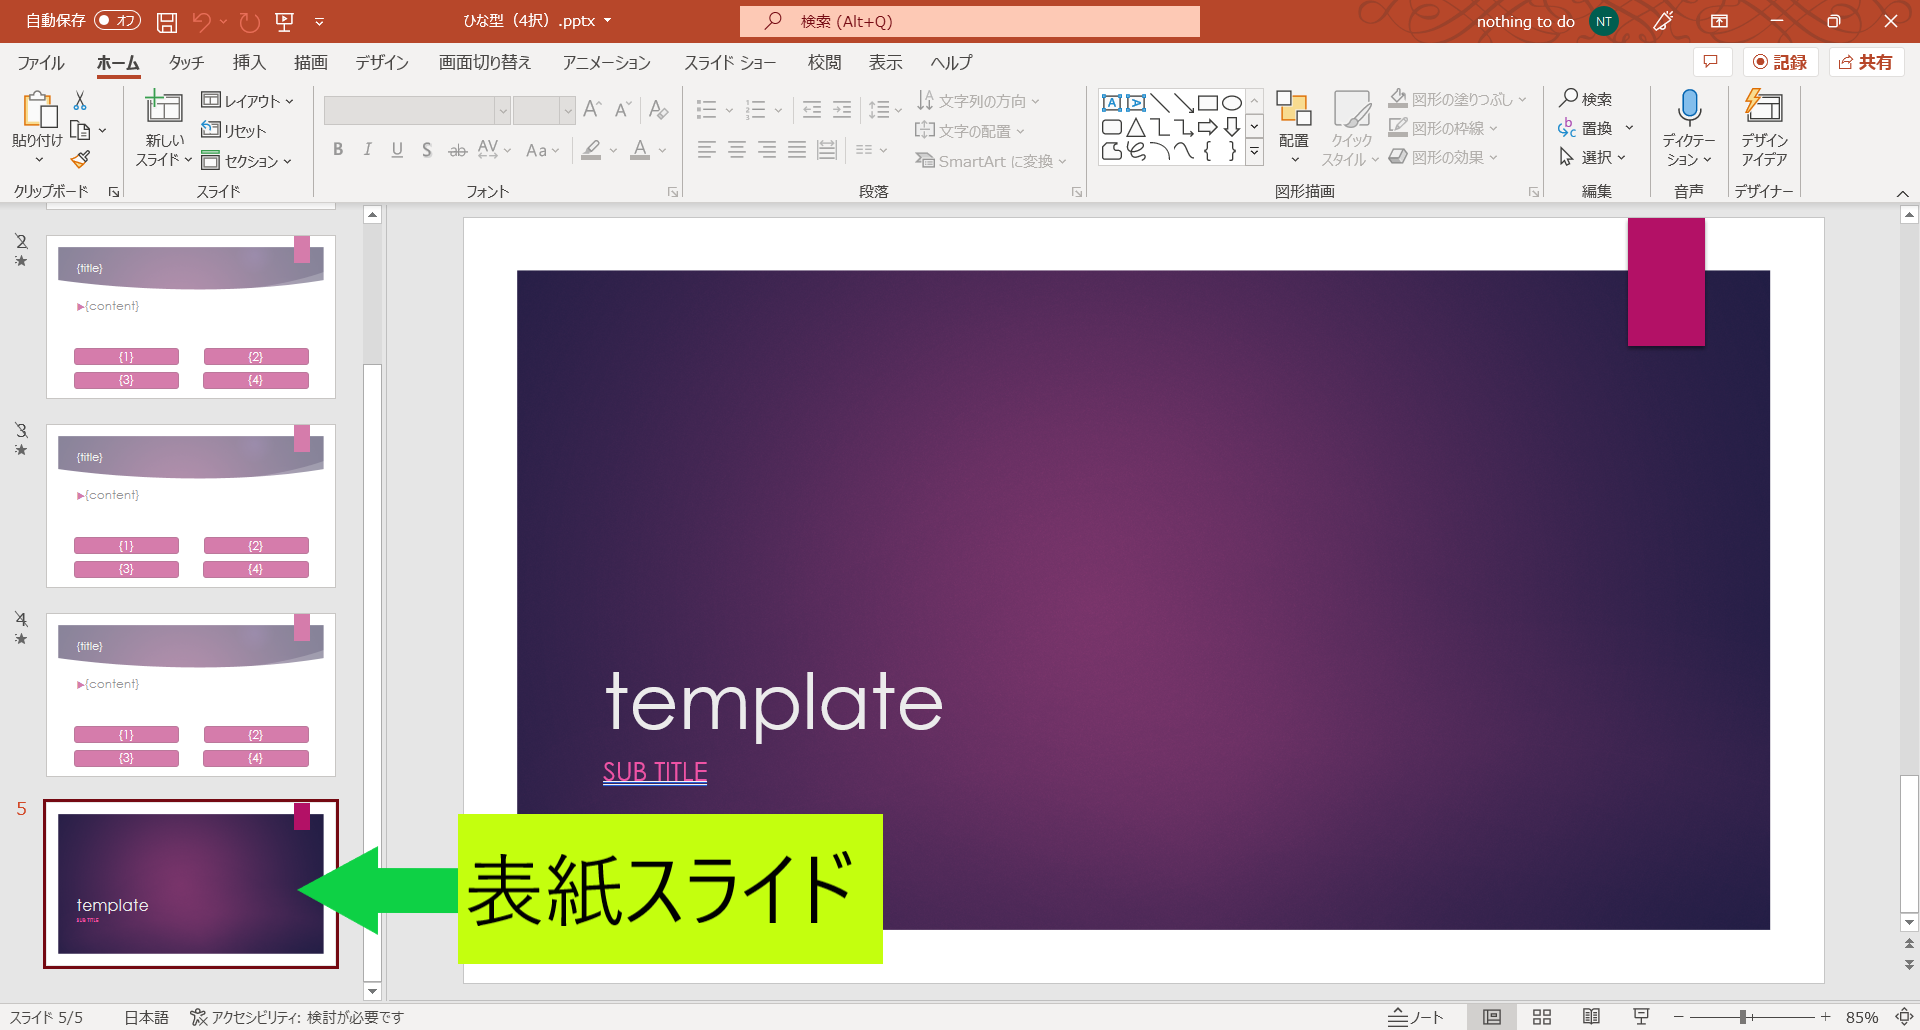 自動保存 オフ
ひな型（4択）.pptx
検索 (Alt+Q)
nothing to do NT
ファイル ホーム タッチ 挿入 描画 デザイン 画面切り替え アニメーション スライド ショー 校閲 表示 ヘルプ
記録 共有
貼り付け
新しい
スライド
レイアウト
リセット
セクション
B I U S ab AV Aa A
A A A
文字列の方向
文字の配置
SmartArt に変換
配置
クイック
スタイル
図形の塗りつぶし
図形の枠線
図形の効果
検索
置換
選択
ディクテー
ション
デザイン
アイデア
クリップボード スライド フォント 段落 図形描画 編集 音声 デザイナー
2
{title}
▶{content}
{1} {2}
{3} {4}
3
{title}
▶{content}
{1} {2}
{3} {4}
4
{title}
▶{content}
{1} {2}
{3} {4}
5
template
SUB TITLE
template
SUB TITLE
表紙スライド
スライド 5/5 日本語 アクセシビリティ: 検討が必要です
ノート 85%